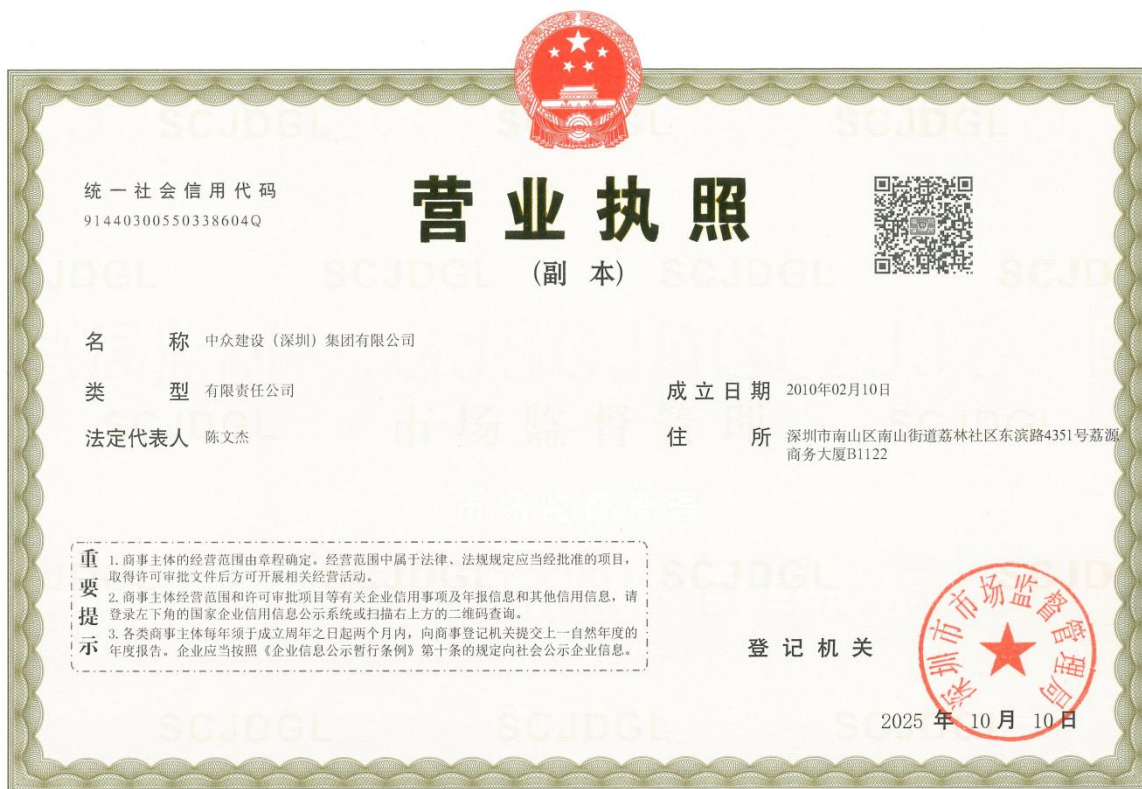 统一社会信用代码
91440300550338604Q
营业执照
(副 本)
名 称 中众建设（深圳）集团有限公司
类 型 有限责任公司
成立日期 2010年02月10日
法定代表人 陈文杰
住 所 深圳市南山区南山街道荔林社区东滨路4351号荔源
商务大厦B1122
重要提示
1. 商事主体的经营范围由章程确定。经营范围中属于法律、法规规定应当经批准的项目，
取得许可审批文件后方可开展相关经营活动。
2. 商事主体经营范围和许可审批项目等有关企业信用事项及年报信息和其他信用信息，请
登录左下角的国家企业信用信息公示系统或扫描右上方的二维码查询。
3. 各类商事主体每年须于成立周年之日起两个月内，向商事登记机关提交上一自然年度的
年度报告。企业应当按照《企业信息公示暂行条例》第十条的规定向社会公示企业信息。
登记机关
深圳市市场监督管理局
2025 年 10 月 10 日
SCJDGL
市场监督管理